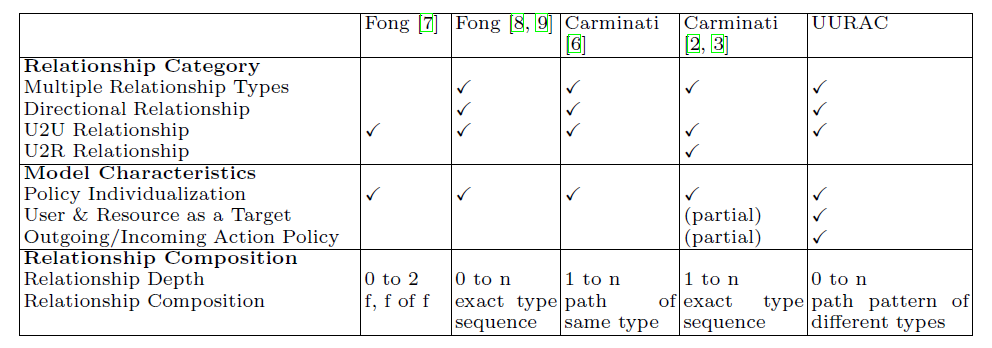 Fong [7] Fong [8, 9] Carminati [6] Carminati [2, 3] UURAC
Relationship Category
Multiple Relationship Types ✓ ✓ ✓ ✓
Directional Relationship ✓ ✓ ✓
U2U Relationship ✓ ✓ ✓ ✓ ✓
U2R Relationship ✓
Model Characteristics
Policy Individualization ✓ ✓ ✓ ✓ ✓
User & Resource as a Target (partial) ✓
Outgoing/Incoming Action Policy (partial) ✓
Relationship Composition
Relationship Depth 0 to 2 0 to n 1 to n 1 to n 0 to n
Relationship Composition f, f of f exact type sequence path of same type exact type sequence path pattern of different types